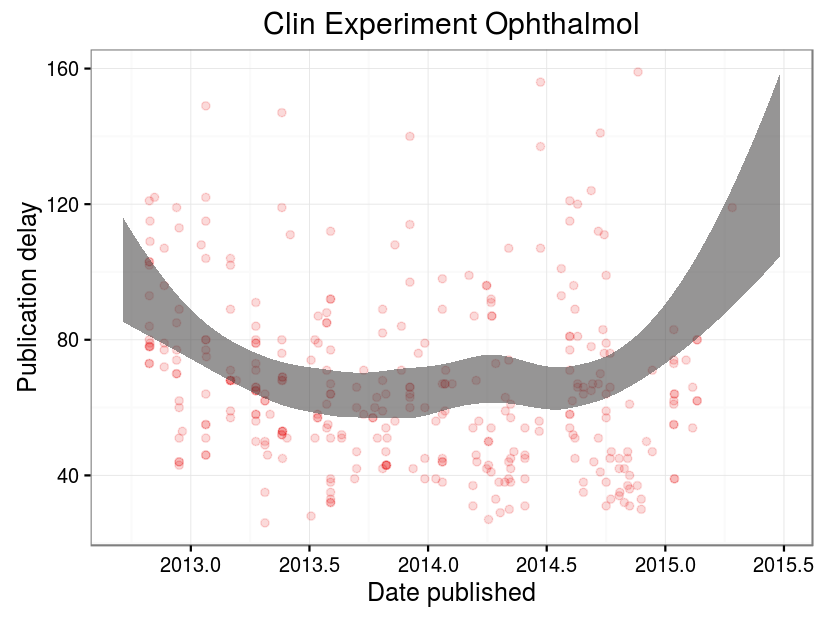 Clin Experiment Ophthalmol
Publication delay
160
120
80
40
2013.0 2013.5 2014.0 2014.5 2015.0 2015.5
Date published